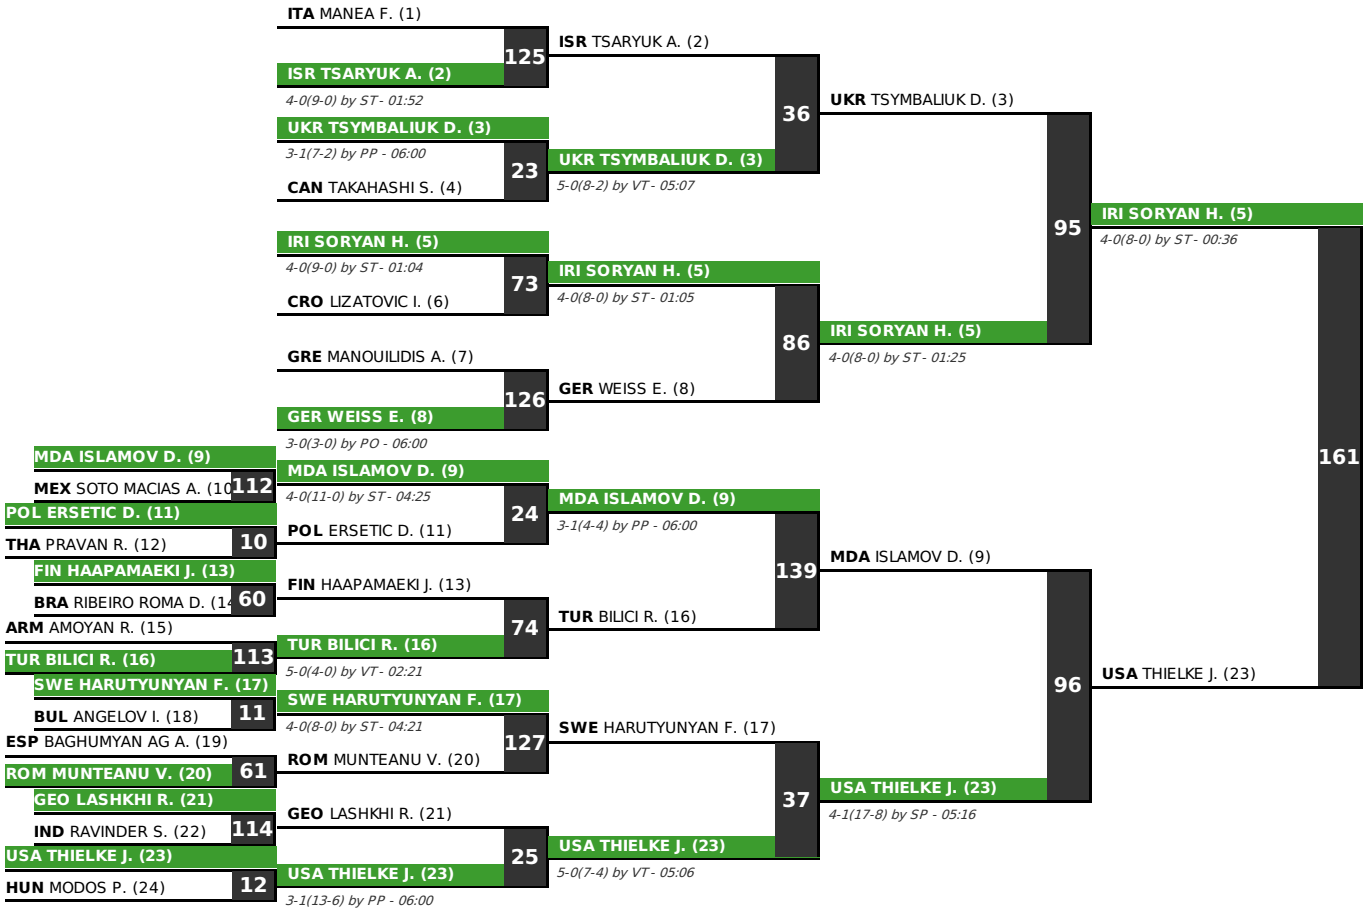 ITA MANEA F. (1)
125
ISR TSARYUK A. (2)
4-0(9-0) by ST - 01:52
UKR TSYMBALIUK D. (3)
3-1(7-2) by PP - 06:00
23
CAN TAKAHASHI S. (4)
IRI SORYAN H. (5)
4-0(9-0) by ST - 01:04
73
CRO LIZATOVIC I. (6)
GRE MANOUILIDIS A. (7)
126
GER WEISS E. (8)
3-0(3-0) by PO - 06:00
MDA ISLAMOV D. (9)
MEX SOTO MACIAS A. (10
112
POL ERSETIC D. (11)
THA PRAVAN R. (12)
10
FIN HAAPAMAEKI J. (13)
BRA RIBEIRO ROMA D. (14
60
ARM AMOYAN R. (15)
TUR BILICI R. (16)
113
SWE HARUTYUNYAN F. (17)
BUL ANGELOV I. (18)
11
ESP BAGHUMYAN AG A. (19)
ROM MUNTEANU V. (20)
61
GEO LASHKHI R. (21)
IND RAVINDER S. (22)
114
USA THIELKE J. (23)
HUN MODOS P. (24)
12
MDA ISLAMOV D. (9)
4-0(11-0) by ST - 04:25
24
POL ERSETIC D. (11)
FIN HAAPAMAEKI J. (13)
74
TUR BILICI R. (16)
5-0(4-0) by VT - 02:21
SWE HARUTYUNYAN F. (17)
4-0(8-0) by ST - 04:21
127
ROM MUNTEANU V. (20)
GEO LASHKHI R. (21)
25
USA THIELKE J. (23)
3-1(13-6) by PP - 06:00
ISR TSARYUK A. (2)
36
UKR TSYMBALIUK D. (3)
5-0(8-2) by VT - 05:07
IRI SORYAN H. (5)
4-0(8-0) by ST - 01:05
86
GER WEISS E. (8)
MDA ISLAMOV D. (9)
3-1(4-4) by PP - 06:00
139
TUR BILICI R. (16)
SWE HARUTYUNYAN F. (17)
37
USA THIELKE J. (23)
5-0(7-4) by VT - 05:06
UKR TSYMBALIUK D. (3)
95
IRI SORYAN H. (5)
4-0(8-0) by ST - 01:25
MDA ISLAMOV D. (9)
96
USA THIELKE J. (23)
4-1(17-8) by SP - 05:16
IRI SORYAN H. (5)
4-0(8-0) by ST - 00:36
161
USA THIELKE J. (23)